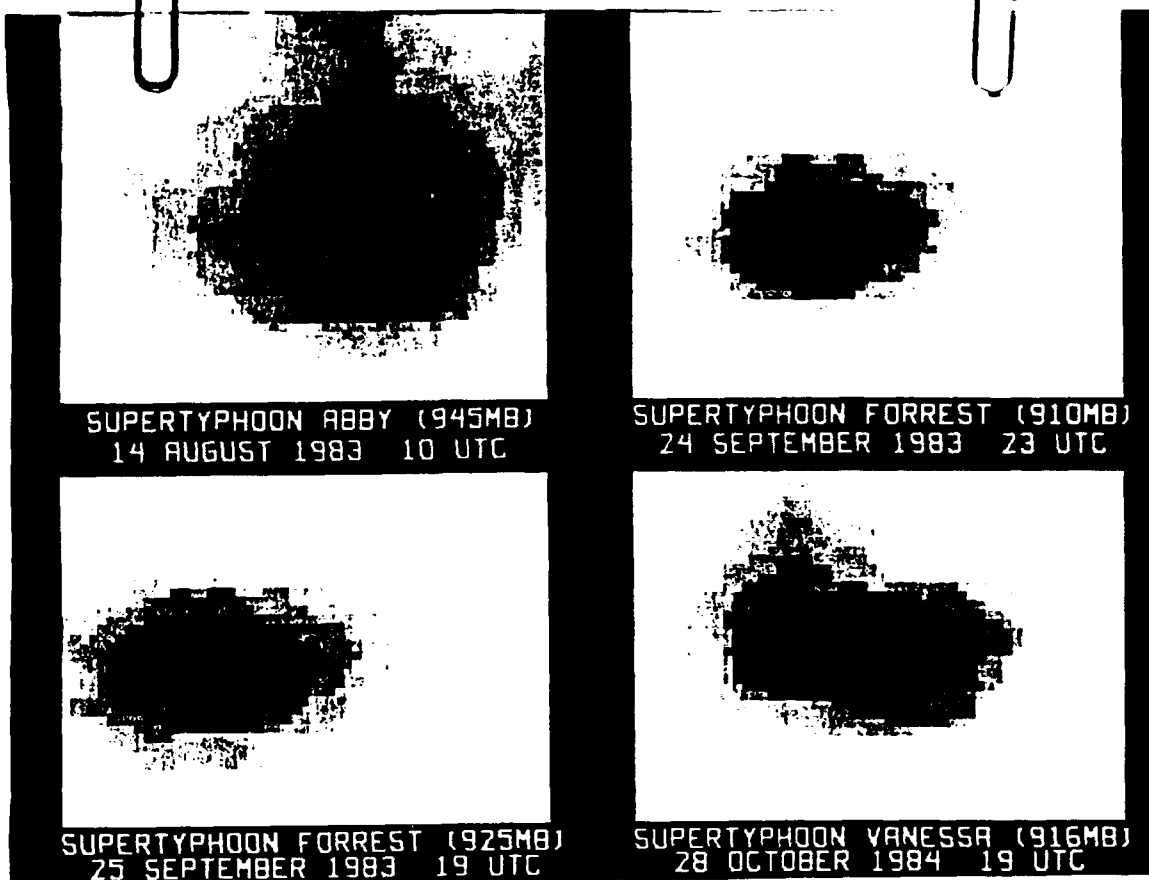 SUPERTYPHOON ABBY (945MB)
14 AUGUST 1983 10 UTC
SUPERTYPHOON FORREST (910MB)
24 SEPTEMBER 1983 23 UTC
SUPERTYPHOON FORREST (925MB)
25 SEPTEMBER 1983 19 UTC
SUPERTYPHOON VANESSA (916MB)
28 OCTOBER 1984 19 UTC